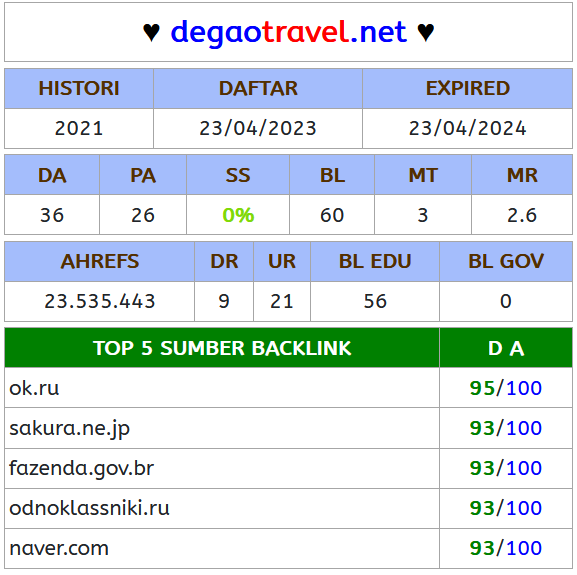 ♥ degaotravel.net ♥
HISTORI DAFTAR EXPIRED
2021 23/04/2023 23/04/2024
DA PA SS BL MT MR
36 26 0% 60 3 2.6
AHREFS DR UR BL EDU BL GOV
23.535.443 9 21 56 0
TOP 5 SUMBER BACKLINK D A
ok.ru 95/100
sakura.ne.jp 93/100
fazenda.gov.br 93/100
odnoklassniki.ru 93/100
naver.com 93/100